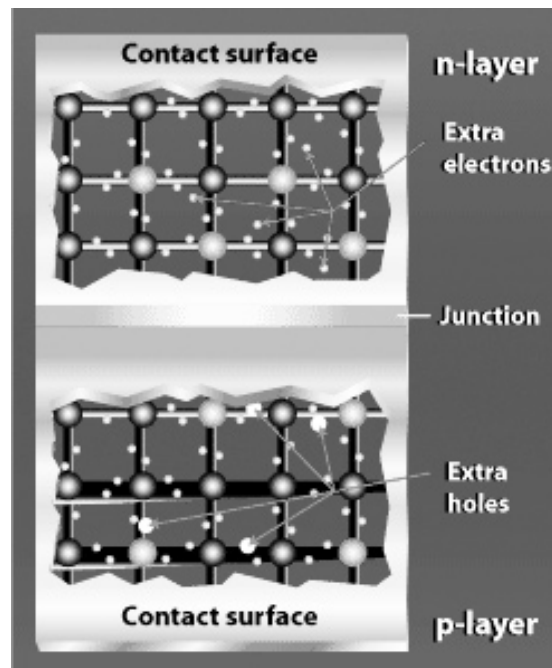 Contact surface
n-layer
Extra
electrons
Junction
Extra
holes
Contact surface
p-layer